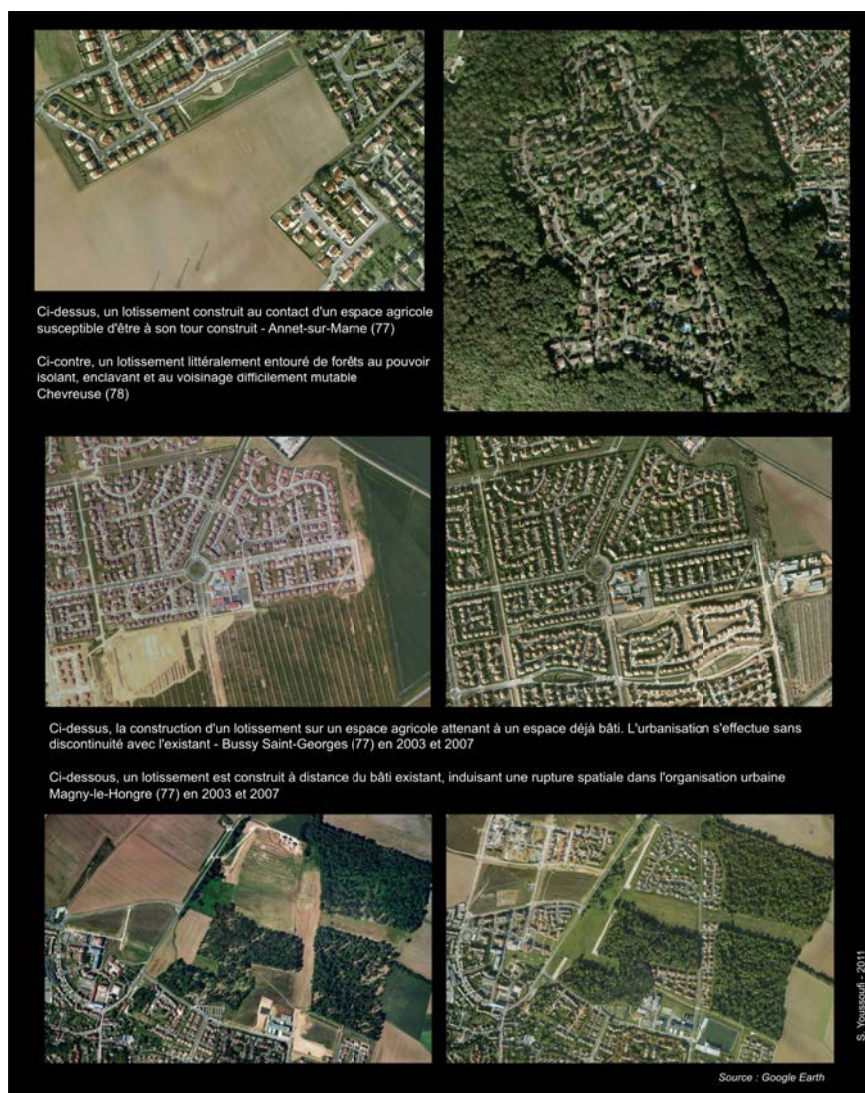 Ci-dessus, un lotissement construit au contact d'un espace agricole
susceptible d'être à son tour construit - Annet-sur-Marne (77)
Ci-contre, un lotissement littéralement entouré de forêts au pouvoir
isolant, enclavant et au voisinage difficilement mutable
Chevreuse (78)
Ci-dessus, la construction d'un lotissement sur un espace agricole attenant à un espace déjà bâti. L'urbanisation s'effectue sans
discontinuité avec l'existant - Bussy Saint-Georges (77) en 2003 et 2007
Ci-dessous, un lotissement est construit à distance du bâti existant, induisant une rupture spatiale dans l'organisation urbaine
Magny-le-Hongre (77) en 2003 et 2007
S. Youssoufi - 2011
Source : Google Earth